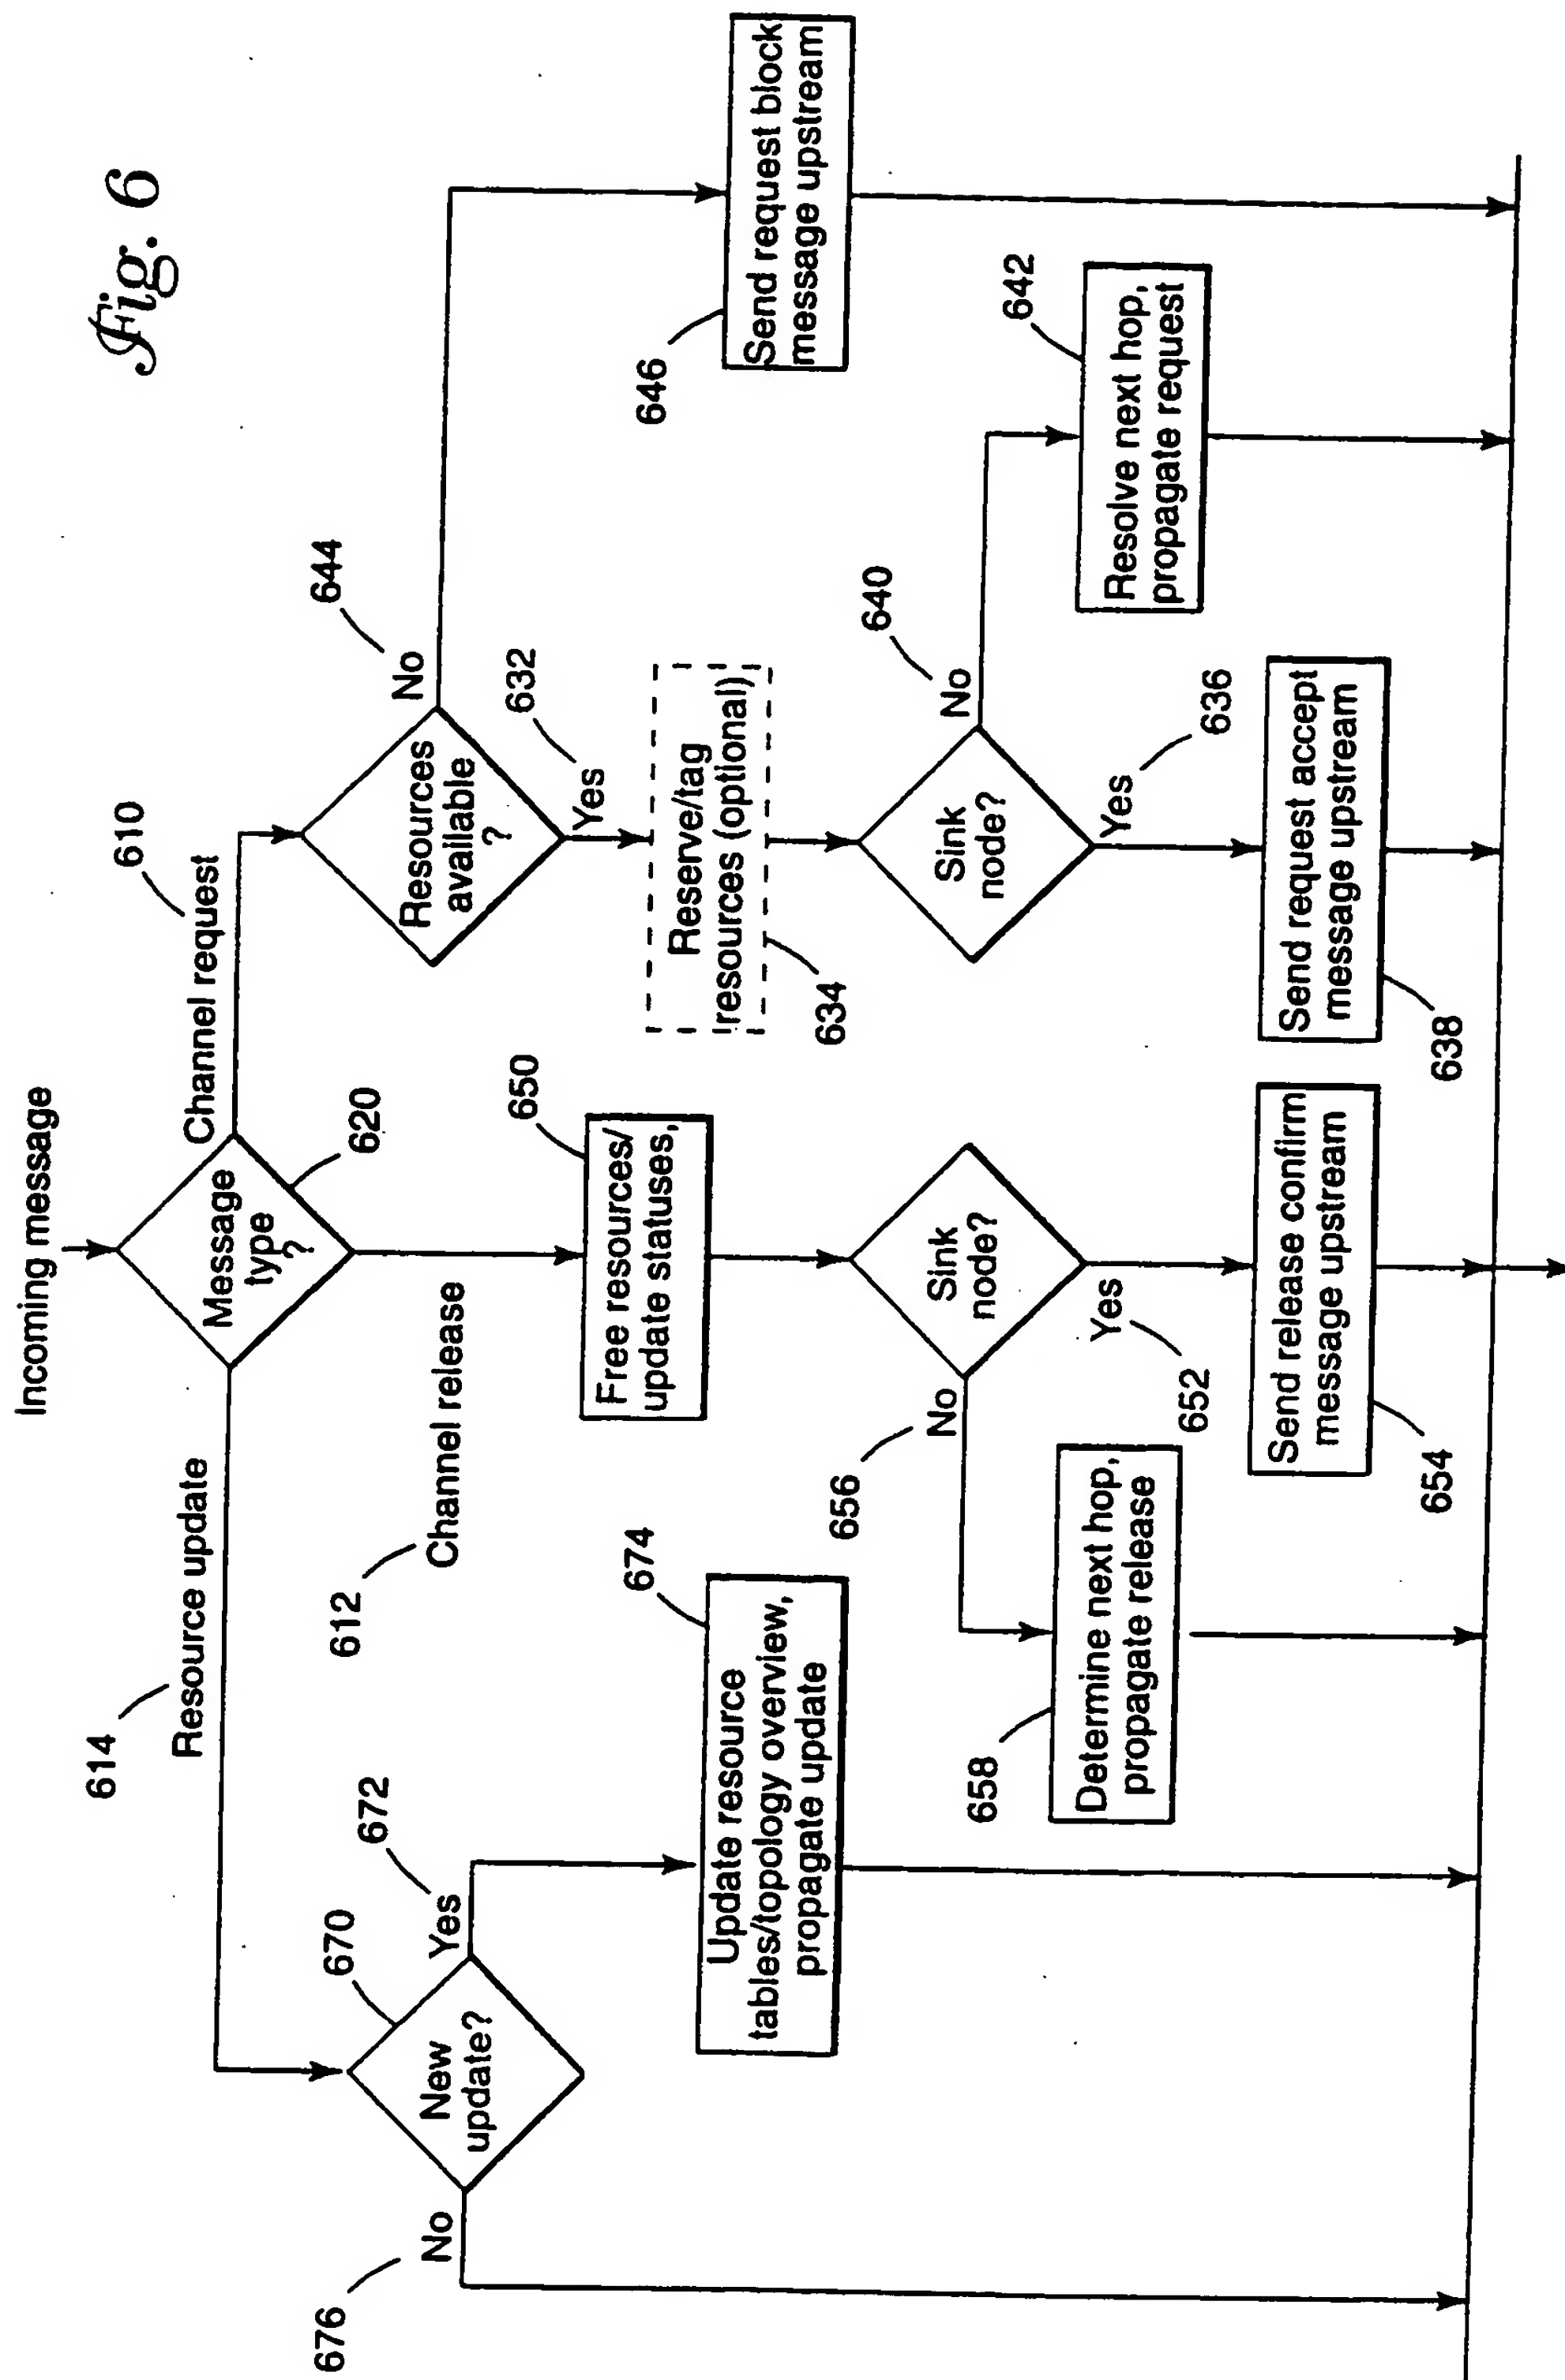 Fig. 6
Incoming message
Message
type
?
620
Resource update
614
Channel release
612
Channel request
610
New
update?
670
Yes
672
No
676
Update resource
tables/topology overview,
propagate update
674
Free resources/
update statuses,
650
Sink
node?
No
656
Yes
652
Determine next hop,
propagate release
658
Send release confirm
message upstream
654
Resources
available
?
No
644
Yes
632
Reserve/tag
resources (optional)
634
Sink
node?
No
640
Yes
636
Send request accept
message upstream
638
Resolve next hop,
propagate request
642
Send request block
message upstream
646